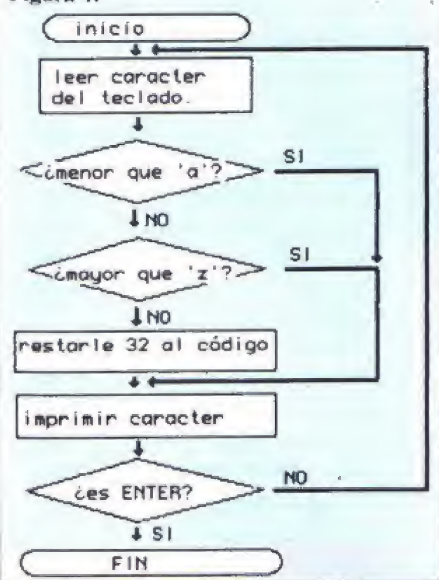 inicio
leer caracter
del teclado.
¿menor que 'a'?
SI
NO
¿mayor que 'z'?
SI
NO
restarle 32 al código
imprimir caracter
¿es ENTER?
NO
SI
FIN